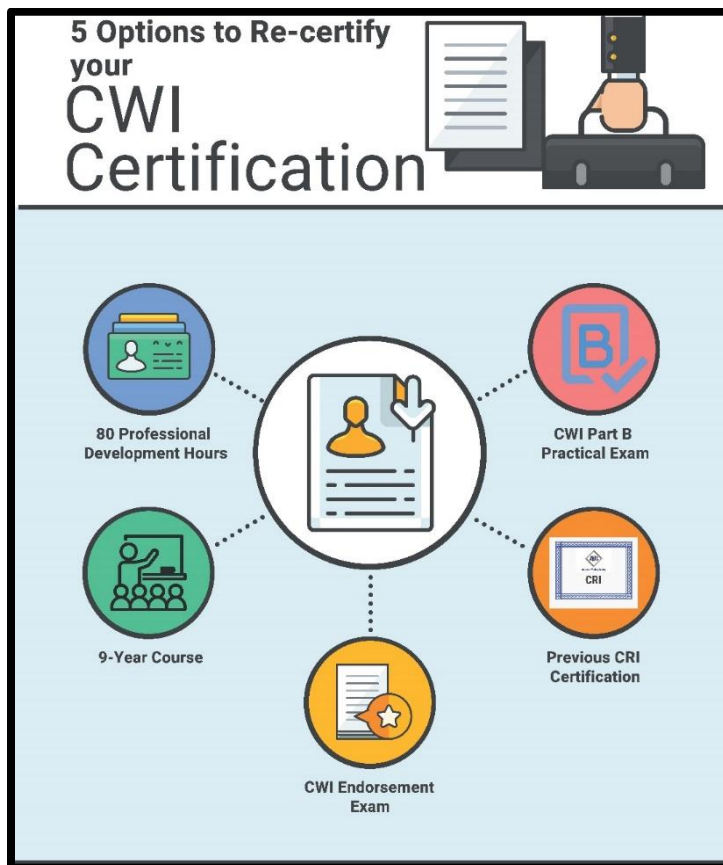 5 Options to Re-certify
your
CWI
Certification
B
80 Professional
Development Hours
CWI Part B
Practical Exam
CRI
9-Year Course
Previous CRI
Certification
CWI Endorsement
Exam